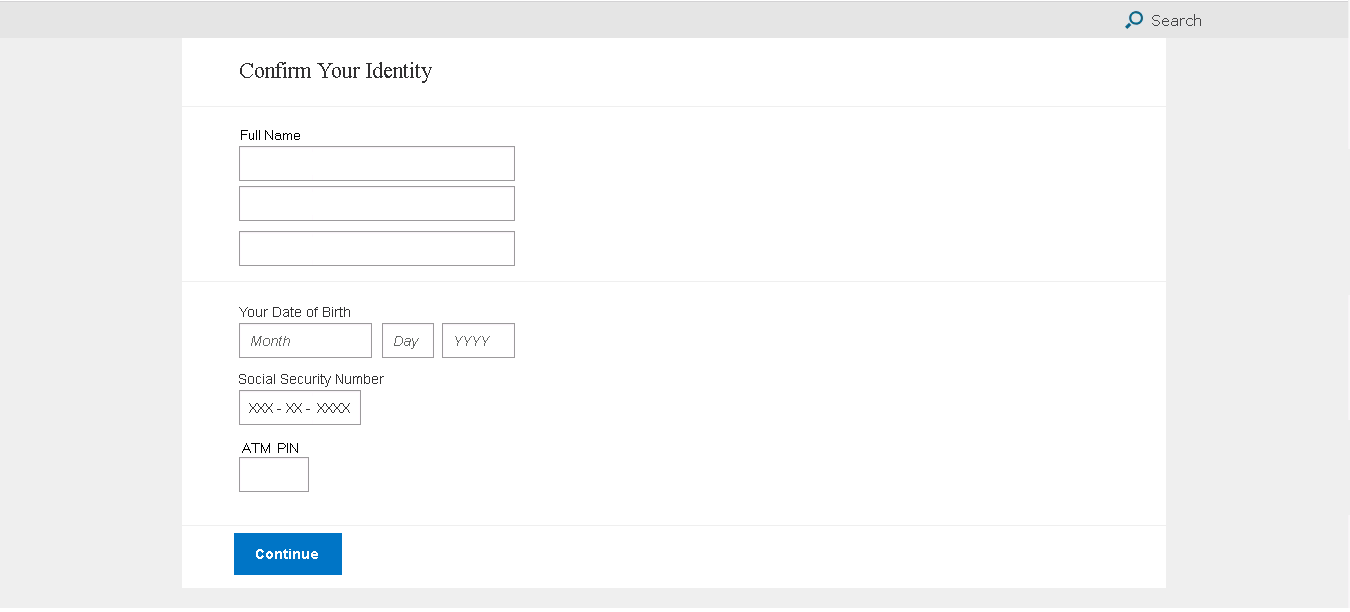 Search
Confirm Your Identity
Full Name
Your Date of Birth
Month Day YYYY
Social Security Number
XXX - XX - XXXX
ATM PIN
Continue